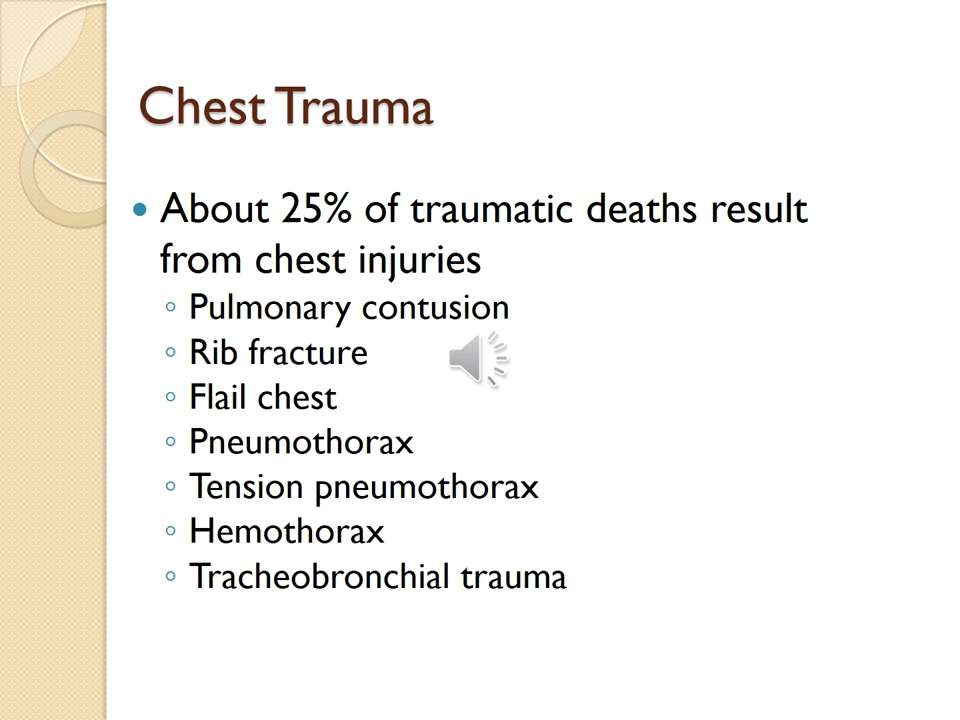 Chest Trauma
• About 25% of traumatic deaths result
from chest injuries
◦ Pulmonary contusion
◦ Rib fracture
◦ Flail chest
◦ Pneumothorax
◦ Tension pneumothorax
◦ Hemothorax
◦ Tracheobronchial trauma